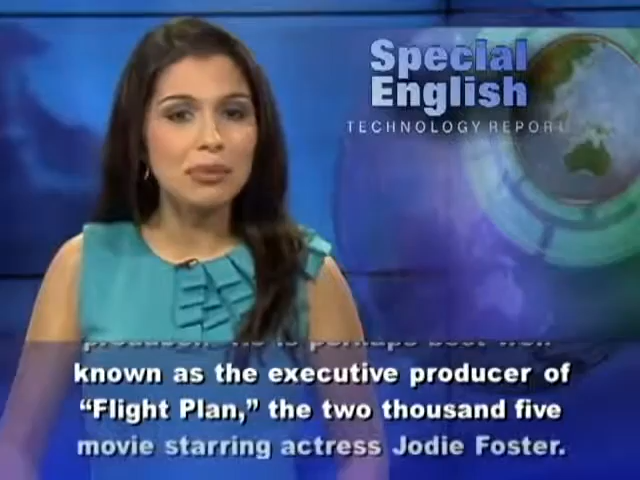 Special
English
TECHNOLOGY REPORT
known as the executive producer of
“Flight Plan,” the two thousand five
movie starring actress Jodie Foster.